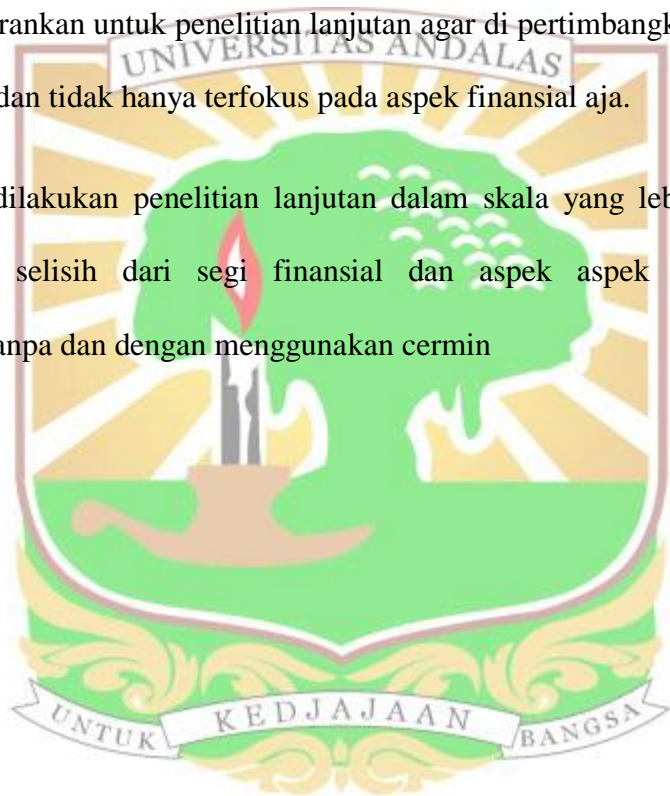 rankan untuk penelitian lanjutan agar di pertimbangk
UNIVERSITAS ANDALAS
dan tidak hanya terfokus pada aspek finansial aja.
dilakukan penelitian lanjutan dalam skala yang leb
selisih dari segi finansial dan aspek aspek
anpa dan dengan menggunakan cermin
UNTUK KEDJAJAAN BANGSA